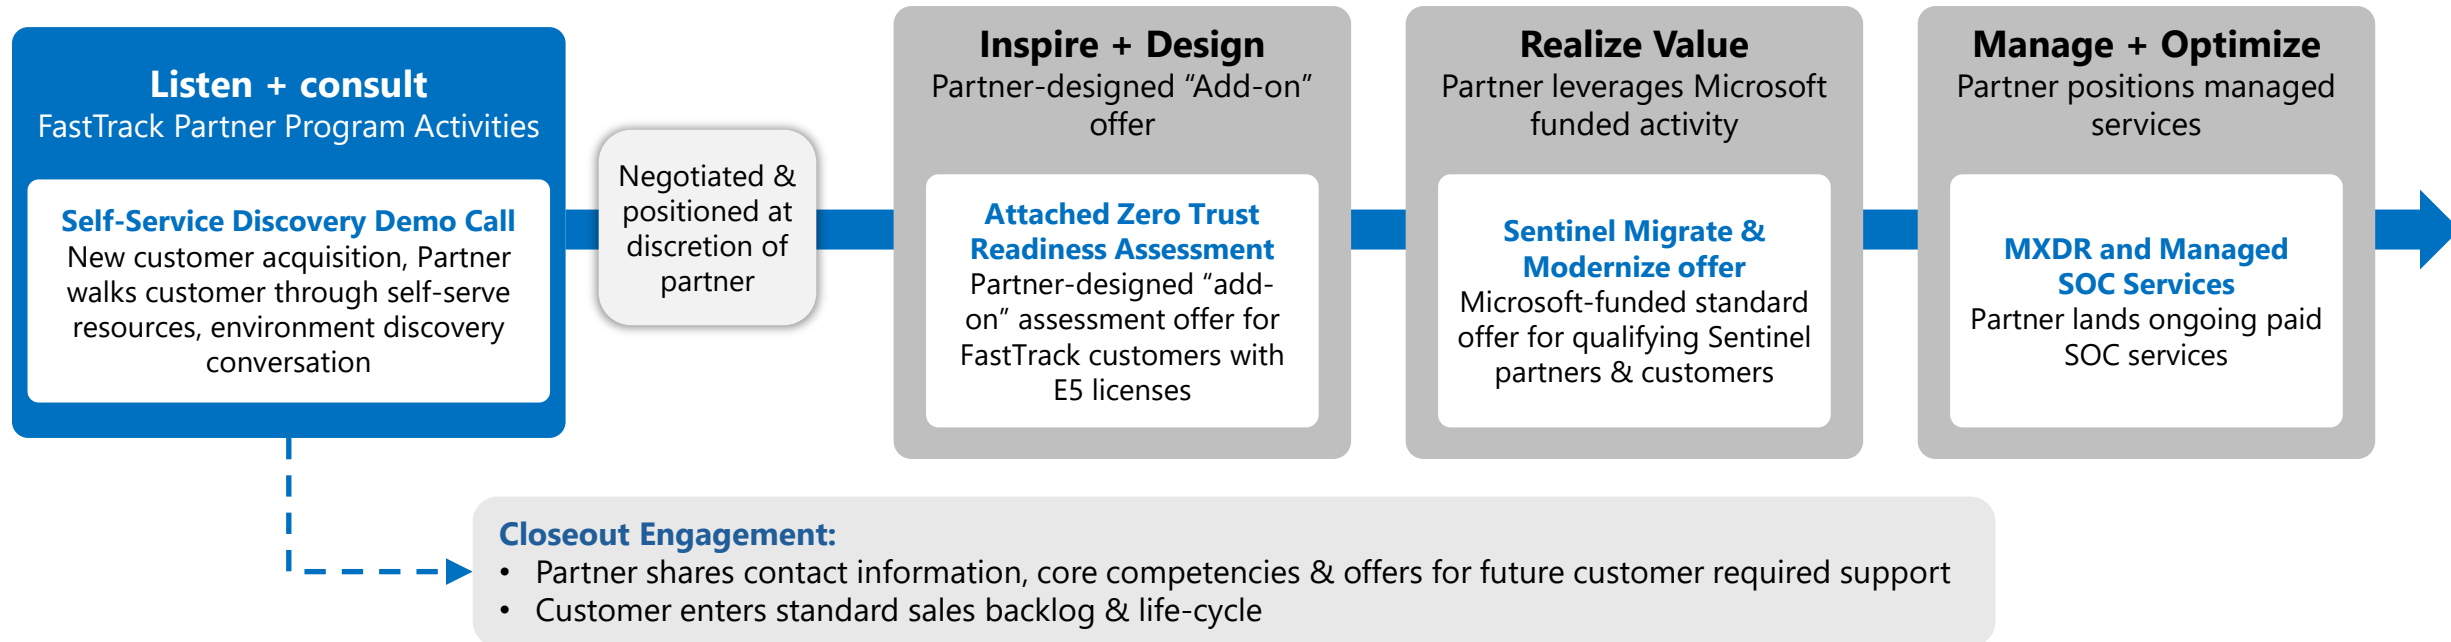 Listen + consult
FastTrack Partner Program Activities
Self-Service Discovery Demo Call
New customer acquisition, Partner
walks customer through self-serve
resources, environment discovery
conversation
Negotiated &
positioned at
discretion of
partner
Inspire + Design
Partner-designed “Add-on”
offer
Attached Zero Trust
Readiness Assessment
Partner-designed “add-
on” assessment offer for
FastTrack customers with
E5 licenses
Realize Value
Partner leverages Microsoft
funded activity
Sentinel Migrate &
Modernize offer
Microsoft-funded standard
offer for qualifying Sentinel
partners & customers
Manage + Optimize
Partner positions managed
services
MXDR and Managed
SOC Services
Partner lands ongoing paid
SOC services
Closeout Engagement:
• Partner shares contact information, core competencies & offers for future customer required support
• Customer enters standard sales backlog & life-cycle